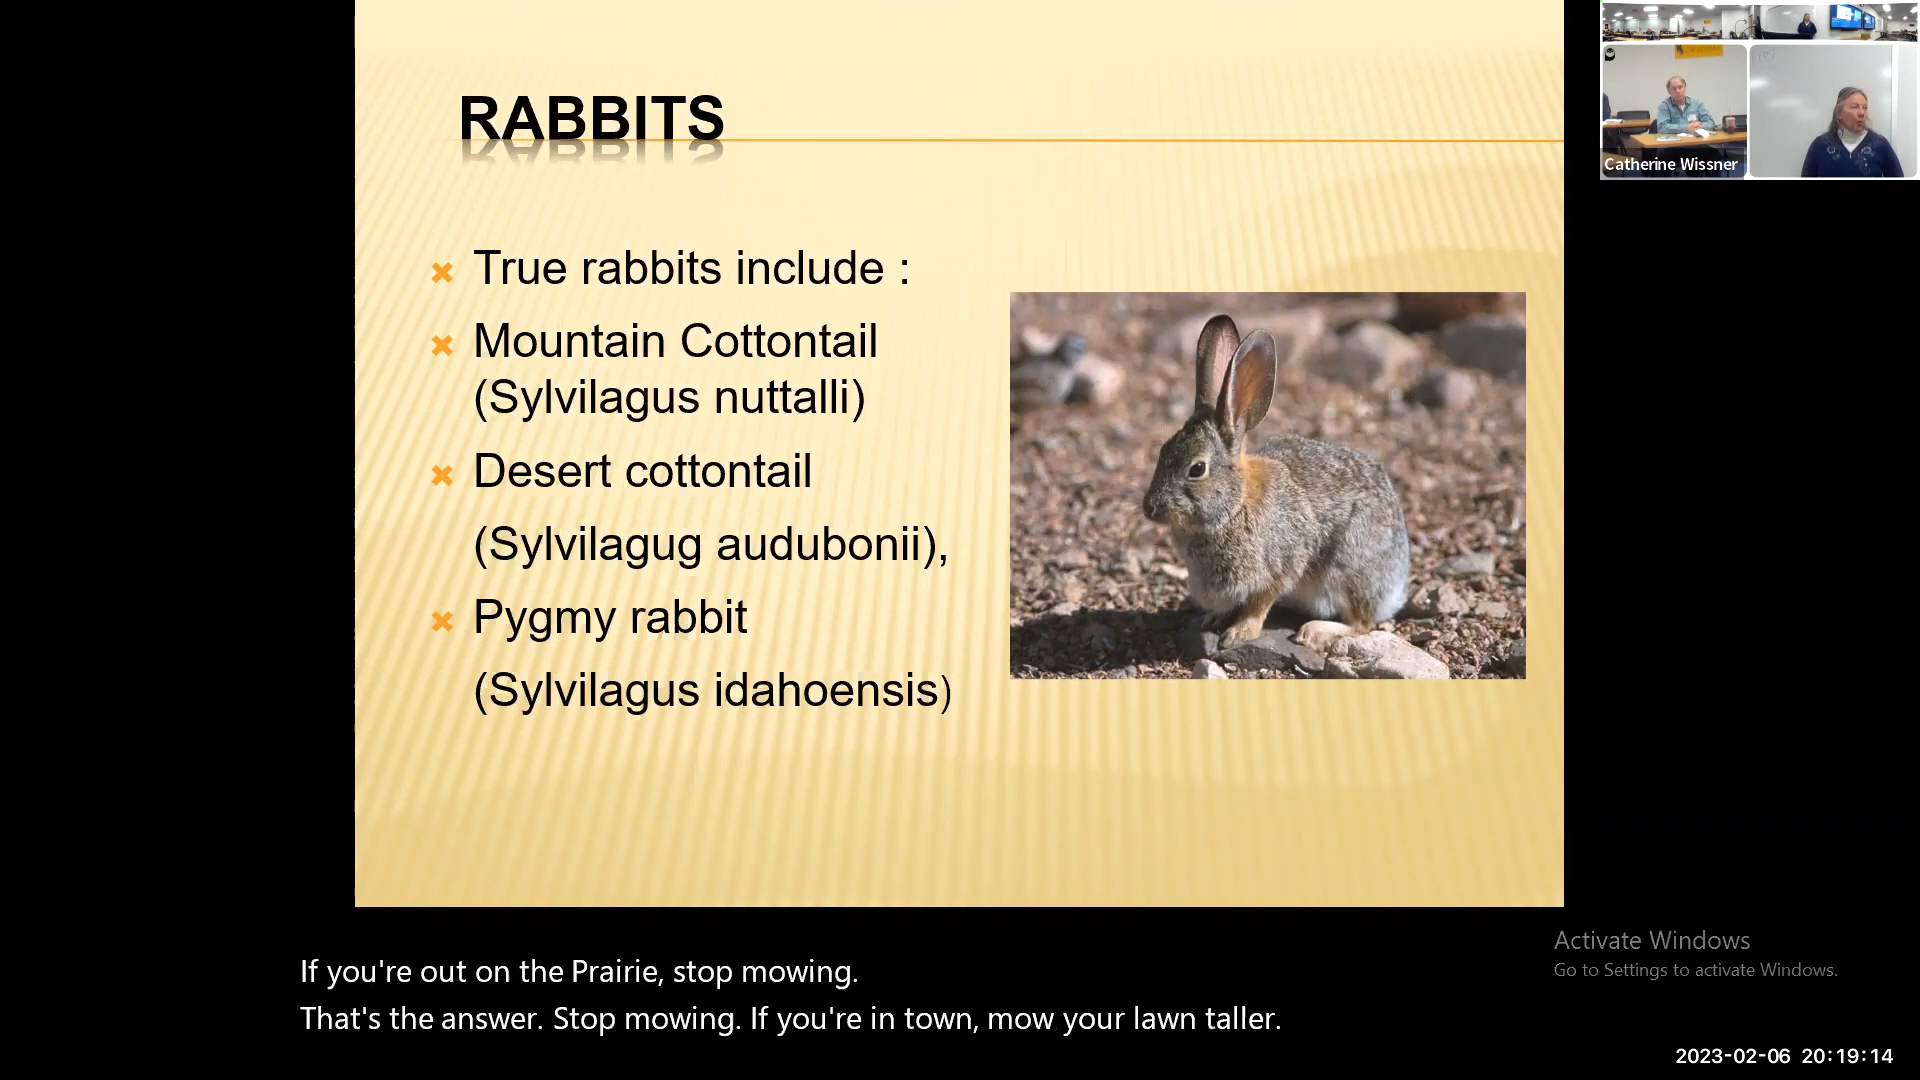 RABBITS
True rabbits include :
Mountain Cottontail
(Sylvilagus nuttalli)
Desert cottontail
(Sylvilagug audubonii),
Pygmy rabbit
(Sylvilagus idahoensis)
Catherine Wissner
Activate Windows
Go to Settings to activate Windows.
If you're out on the Prairie, stop mowing.
That's the answer. Stop mowing. If you're in town, mow your lawn taller.
2023-02-06 20:19:14